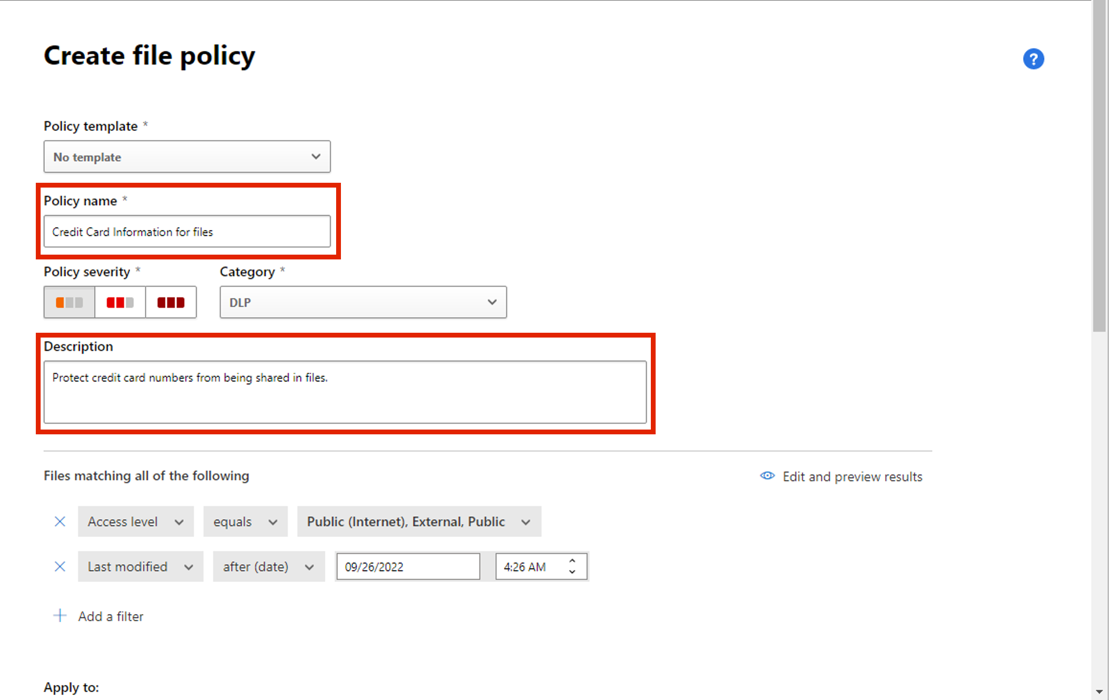 Create file policy
?
Policy template *
No template
Policy name *
Credit Card Information for files
Policy severity * Category *
DLP
Description
Protect credit card numbers from being shared in files.
Files matching all of the following Edit and preview results
Access level equals Public (Internet), External, Public
Last modified after (date) 09/26/2022 4:26 AM
Add a filter
Apply to: